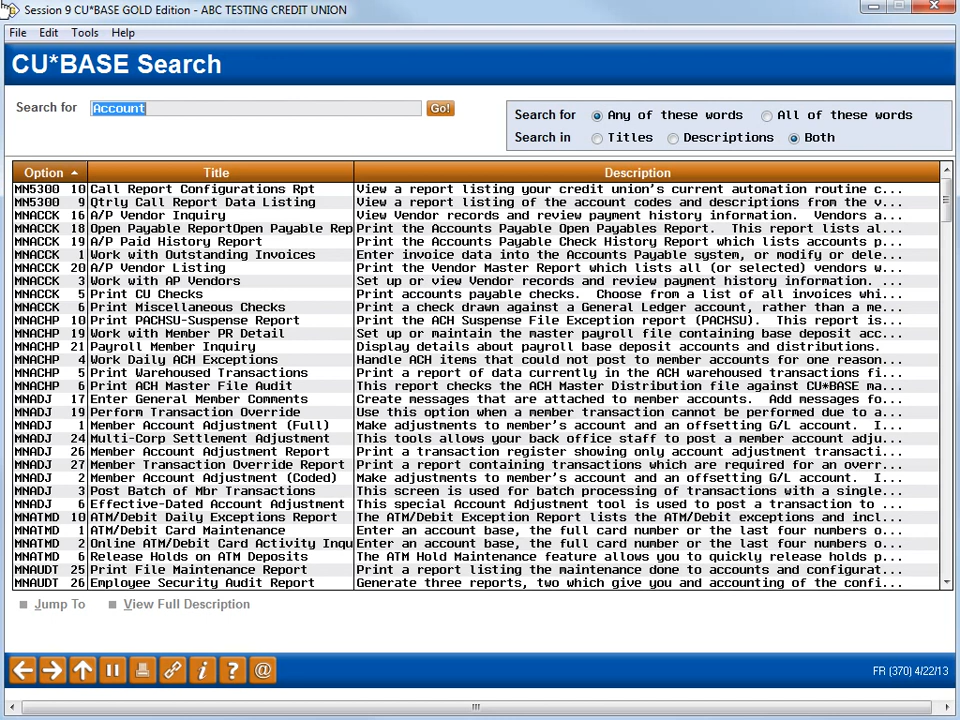 Session 9 CU*BASE GOLD Edition - ABC TESTING CREDIT UNION
File Edit Tools Help
CU*BASE Search
Search for Account Go!
Search for Any of these words All of these words
Search in Titles Descriptions Both
Option Title Description
MN5300 10 Call Report Configurations Rpt View a report listing your credit union's current automation routine c...
MN5300 9 Qtrly Call Report Data Listing View a report listing of the account codes and descriptions from the v...
MNACCK 16 A/P Vendor Inquiry View Vendor records and review payment history information. Vendors a...
MNACCK 18 Open Payable ReportOpen Payable Rep Print the Accounts Payable Open Payables Report. This report lists al...
MNACCK 19 A/P Paid History Report Print the Accounts Payable Check History Report which lists accounts p...
MNACCK 1 Work with Outstanding Invoices Enter invoice data into the Accounts Payable system, or modify or dele...
MNACCK 20 A/P Vendor Listing Print the Vendor Master Report which lists all (or selected) vendors w...
MNACCK 3 Work with AP Vendors Set up or view Vendor records and review payment history information. ...
MNACCK 5 Print CU Checks Print accounts payable checks. Choose from a list of all invoices whi...
MNACCK 6 Print Miscellaneous Checks Print a check drawn against a General Ledger account, rather than a me...
MNACHP 10 Print PACHSU-Suspense Report Print the ACH Suspense File Exception report (PACHSU). This report is...
MNACHP 19 Work with Member PR Detail Set up or maintain the master payroll file containing base deposit acc...
MNACHP 21 Payroll Member Inquiry Display details about payroll base deposit accounts and distributions.
MNACHP 4 Work Daily ACH Exceptions Handle ACH items that could not post to member accounts for one reason...
MNACHP 5 Print Warehoused Transactions Print a report of data currently in the ACH warehoused transactions fi...
MNACHP 6 Print ACH Master File Audit This report checks the ACH Master Distribution file against CU*BASE ma...
MNADJ 17 Enter General Member Comments Create messages that are attached to member accounts. Add messages fo...
MNADJ 19 Perform Transaction Override Use this option when a member transaction cannot be performed due to a...
MNADJ 1 Member Account Adjustment (Full) Make adjustments to member's account and an offsetting G/L account. I...
MNADJ 24 Multi-Corp Settlement Adjustment This tools allows your back office staff to post a member account adju...
MNADJ 26 Member Account Adjustment Report Print a transaction register showing only account adjustment transacti...
MNADJ 27 Member Transaction Override Report Print a report containing transactions which are required for an overr...
MNADJ 2 Member Account Adjustment (Coded) Make adjustments to member's account and an offsetting G/L account. I...
MNADJ 3 Post Batch of Mbr Transactions This screen is used for batch processing of transactions with a single...
MNADJ 6 Effective-Dated Account Adjustment This special Account Adjustment tool is used to post a transaction to ...
MNATMD 10 ATM/Debit Daily Exceptions Report The ATM/Debit Exception Report lists the ATM/Debit exceptions and incl...
MNATMD 1 ATM/Debit Card Maintenance Enter an account base, the full card number or the last four numbers o...
MNATMD 2 Online ATM/Debit Card Activity Inqu Enter an account base, the full card number or the last four numbers o...
MNATMD 6 Release Holds on ATM Deposits The ATM Hold Maintenance feature allows you to quickly release holds p...
MNAUDT 25 Print File Maintenance Report Print a report listing the maintenance done to accounts and configurat...
MNAUDT 26 Employee Security Audit Report Generate three reports, two which give you and accounting of the confi...
Jump To View Full Description
FR (370) 4/22/13